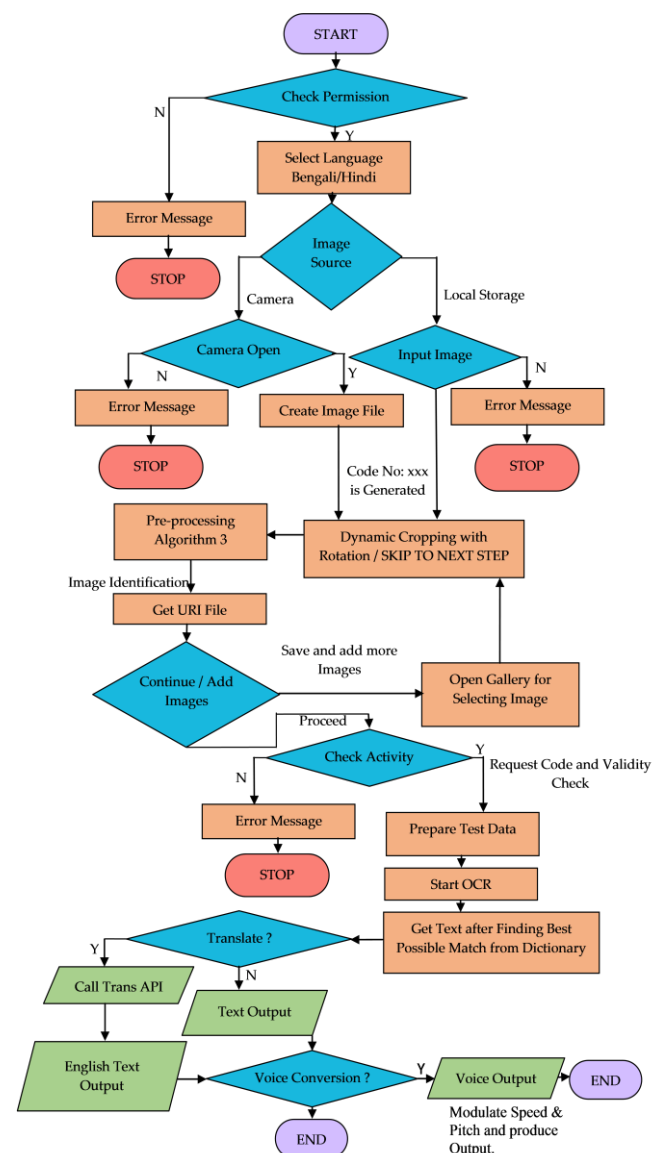 START
Check Permission
N
Y
Select Language
Bengali/Hindi
Error Message
STOP
Image
Source
Camera
Local Storage
Camera Open
Input Image
N
Y
N
Error Message
Create Image File
Error Message
STOP
STOP
Code No: xxx
is Generated
Pre-processing
Algorithm 3
Dynamic Cropping with
Rotation / SKIP TO NEXT STEP
Image Identification
Get URI File
Continue / Add
Images
Save and add more
Images
Open Gallery for
Selecting Image
Proceed
Check Activity
N
Y
Request Code and Validity
Check
Error Message
STOP
Prepare Test Data
Start OCR
Get Text after Finding Best
Possible Match from Dictionary
Translate ?
Y
N
Call Trans API
Text Output
English Text
Output
Voice Conversion ?
Y
Voice Output
END
Modulate Speed &
Pitch and produce
Output.
END